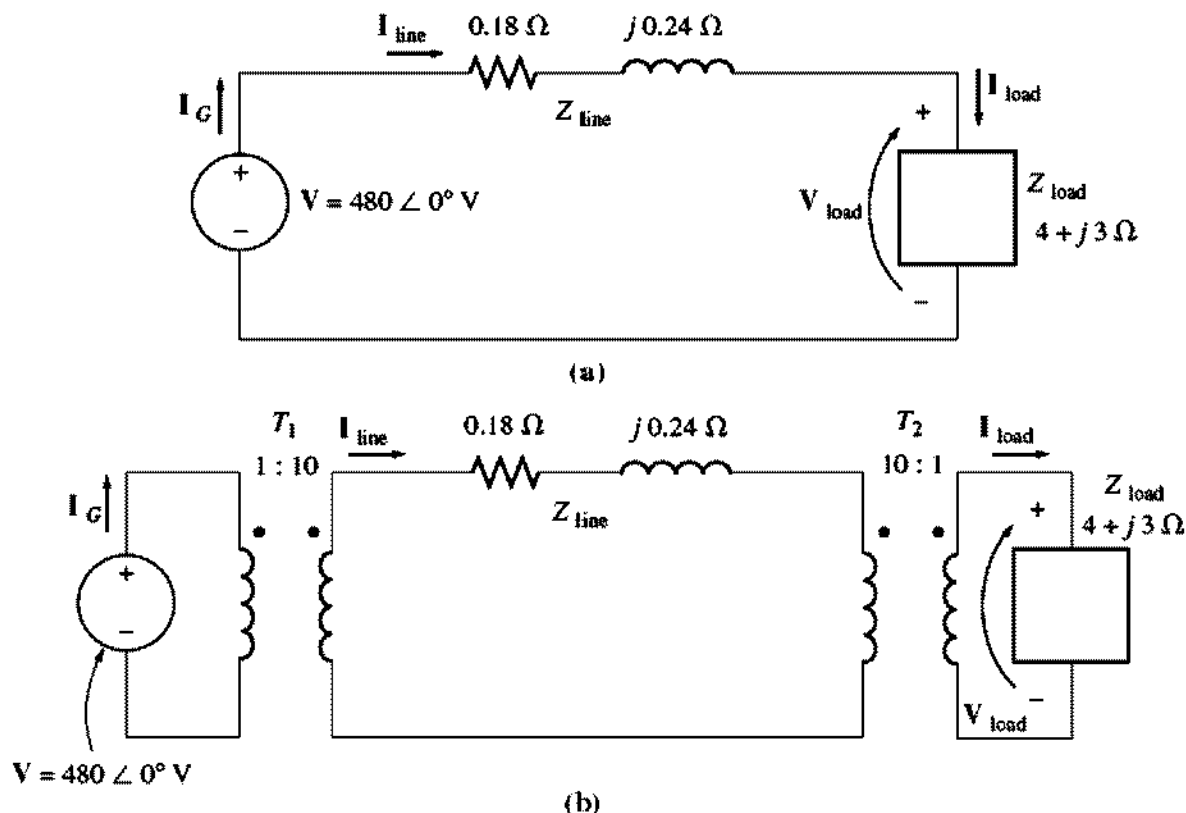 I line 0.18 Ω j 0.24 Ω
I G Z line I load
+ +
V = 480 ∠ 0° V V load Z load
4 + j 3 Ω
− −
(a)
T1 I line 0.18 Ω j 0.24 Ω T2 I load
1 : 10 10 : 1
I G Z line + Z load
4 + j 3 Ω
+
−
−
V load
V = 480 ∠ 0° V
(b)